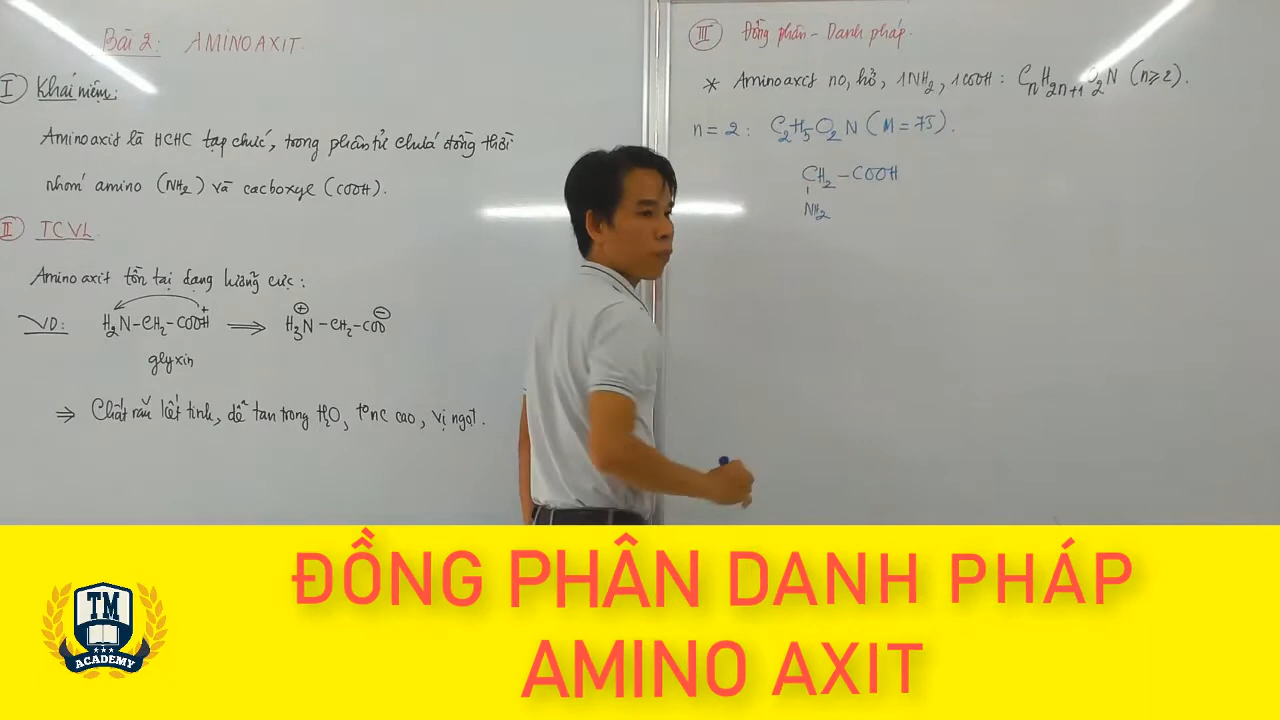 Bài 2: AMINOAXIT.
I Khái niệm:
Aminoaxit là HCHC tạp chức, trong phân tử chứa đồng thời
nhóm amino (NH2) và cacboxyl (COOH).
II TCVL
Aminoaxit tồn tại dạng lưỡng cực:
VD: H2N-CH2-COOH ⇒ H3N⊕-CH2-COO⊖
glyxin
⇒ Chất rắn kết tinh, dễ tan trong H2O, t°nc cao, vị ngọt.
III Đồng phân - Danh pháp.
* Aminoaxit no, hở, 1NH2, 1COOH: CnH2n+1O2N (n≥2).
n=2: C2H5O2N (M=75).
CH2-COOH
NH2
ĐỒNG PHÂN DANH PHÁP
AMINO AXIT
TM
ACADEMY